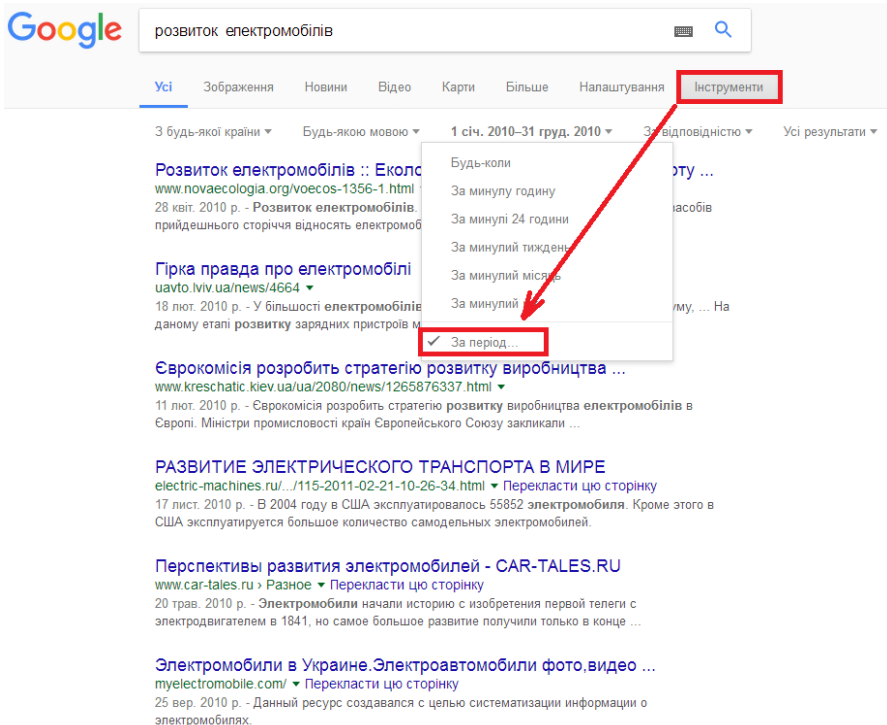 Google
розвиток електромобілів
Усі Зображення Новини Відео Карти Більше Налаштування Інструменти
З будь-якої країни Будь-якою мовою 1 січ. 2010–31 груд. 2010 За відповідністю Усі результати
Будь-коли
За минулу годину
За минулі 24 години
За минулий тиждень
За минулий місяць
За минулий
За період...
Розвиток електромобілів :: Еколо оту ...
www.novaecologia.org/voecos-1356-1.html
28 квіт. 2010 р. - Розвиток електромобілів. засобів
прийдешнього сторіччя відносять електромоб
Гірка правда про електромобілі
uavto.lviv.ua/news/4664
18 лют. 2010 р. - У більшості електромобілів уму, ... На
даному етапі розвитку зарядних пристроїв м
Єврокомісія розробить стратегію розвитку виробництва ...
www.kreschatic.kiev.ua/ua/2080/news/1265876337.html
11 лют. 2010 р. - Єврокомісія розробить стратегію розвитку виробництва електромобілів в
Європі. Міністри промисловості країн Європейського Союзу закликали ...
РАЗВИТИЕ ЭЛЕКТРИЧЕСКОГО ТРАНСПОРТА В МИРЕ
electric-machines.ru/.../115-2011-02-21-10-26-34.html Перекласти цю сторінку
17 лист. 2010 р. - В 2004 году в США эксплуатировалось 55852 электромобиля. Кроме этого в
США эксплуатируется большое количество самодельных электромобилей.
Перспективы развития электромобилей - CAR-TALES.RU
www.car-tales.ru › Разное Перекласти цю сторінку
20 трав. 2010 р. - Электромобили начали историю с изобретения первой телеги с
электродвигателем в 1841, но самое большое развитие получили только в конце ...
Электромобили в Украине.Электроавтомобили фото,видео ...
myelectromobile.com/ Перекласти цю сторінку
25 вер. 2010 р. - Данный ресурс создавался с целью систематизации информации о
электромобилях.